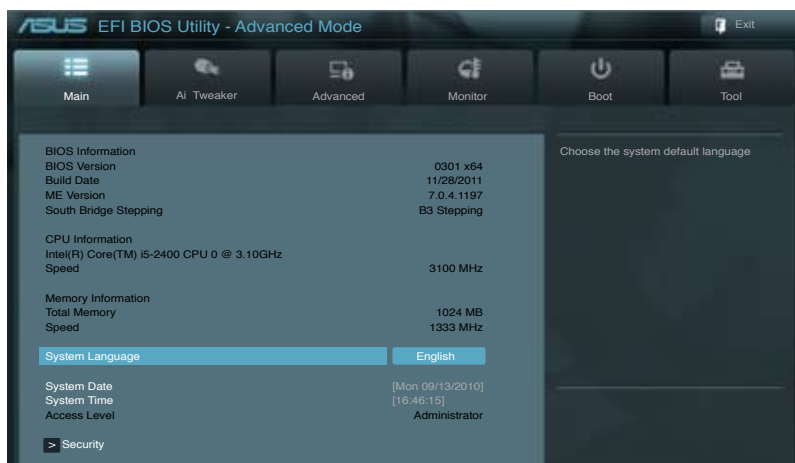 ASUS EFI BIOS Utility - Advanced Mode
Exit
Main
Ai Tweaker
Advanced
Monitor
Boot
Tool
BIOS Information
BIOS Version 0301 x64
Build Date 11/28/2011
ME Version 7.0.4.1197
South Bridge Stepping B3 Stepping
CPU Information
Intel(R) Core(TM) i5-2400 CPU 0 @ 3.10GHz
Speed 3100 MHz
Memory Information
Total Memory 1024 MB
Speed 1333 MHz
System Language English
System Date [Mon 09/13/2010]
System Time [16:46:15]
Access Level Administrator
> Security
Choose the system default language